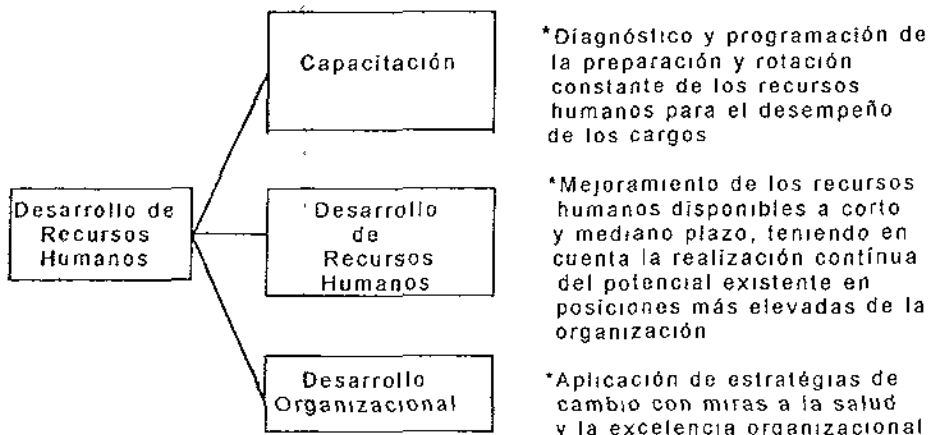 Desarrollo de
Recursos
Humanos
Capacitación
*Diagnóstico y programación de
la preparación y rotación
constante de los recursos
humanos para el desempeño
de los cargos
Desarrollo
de
Recursos
Humanos
*Mejoramiento de los recursos
humanos disponibles a corto
y mediano plazo, teniendo en
cuenta la realización contínua
del potencial existente en
posiciones más elevadas de la
organización
Desarrollo
Organizacional
*Aplicación de estratégias de
cambio con miras a la salud
y la excelencia organizacional